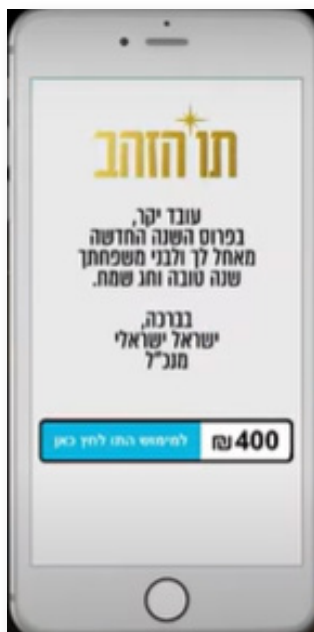 תו הזהב
עובד יקר,
בפרוס השנה החדשה
מאחל לך ולבני משפחתך
שנה טובה וחג שמח.
בברכה,
ישראל ישראלי
מנכ"ל
למימוש התו לחץ כאן ₪400